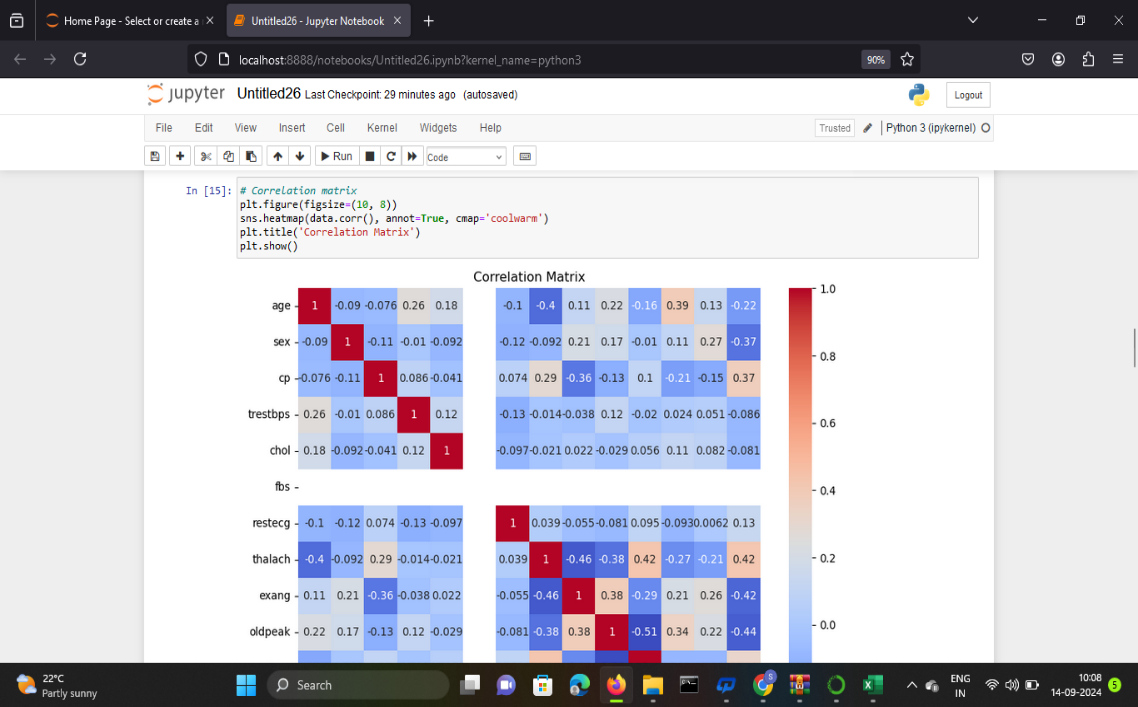 Home Page - Select or create a
Untitled26 - Jupyter Notebook
localhost:8888/notebooks/Untitled26.ipynb?kernel_name=python3
90%
jupyter Untitled26 Last Checkpoint: 29 minutes ago (autosaved)
Logout
File Edit View Insert Cell Kernel Widgets Help
Trusted
Python 3 (ipykernel)
Run
Code
In [15]: # Correlation matrix
plt.figure(figsize=(10, 8))
sns.heatmap(data.corr(), annot=True, cmap='coolwarm')
plt.title('Correlation Matrix')
plt.show()
Correlation Matrix
age - 1 -0.09 -0.076 0.26 0.18 -0.1 -0.4 0.11 0.22 -0.16 0.39 0.13 -0.22
sex - -0.09 1 -0.11 -0.01 -0.092 -0.12 -0.092 0.21 0.17 -0.01 0.11 0.27 -0.37
cp - -0.076 -0.11 1 0.086 -0.041 0.074 0.29 -0.36 -0.13 0.1 -0.21 -0.15 0.37
trestbps - 0.26 -0.01 0.086 1 0.12 -0.13 -0.014 -0.038 0.12 -0.02 0.024 0.051 -0.086
chol - 0.18 -0.092 -0.041 0.12 1 -0.097 -0.021 0.022 -0.029 0.056 0.11 0.082 -0.081
fbs -
restecg - -0.1 -0.12 0.074 -0.13 -0.097 1 0.039 -0.055 -0.081 0.095 -0.093 0.0062 0.13
thalach - -0.4 -0.092 0.29 -0.014 -0.021 0.039 1 -0.46 -0.38 0.42 -0.27 -0.21 0.42
exang - 0.11 0.21 -0.36 -0.038 0.022 -0.055 -0.46 1 0.38 -0.29 0.21 0.26 -0.42
oldpeak - 0.22 0.17 -0.13 0.12 -0.029 -0.081 -0.38 0.38 1 -0.51 0.34 0.22 -0.44
1.0
0.8
0.6
0.4
0.2
0.0
22°C
Partly sunny
Search
S
ENG
IN
10:08
14-09-2024
5